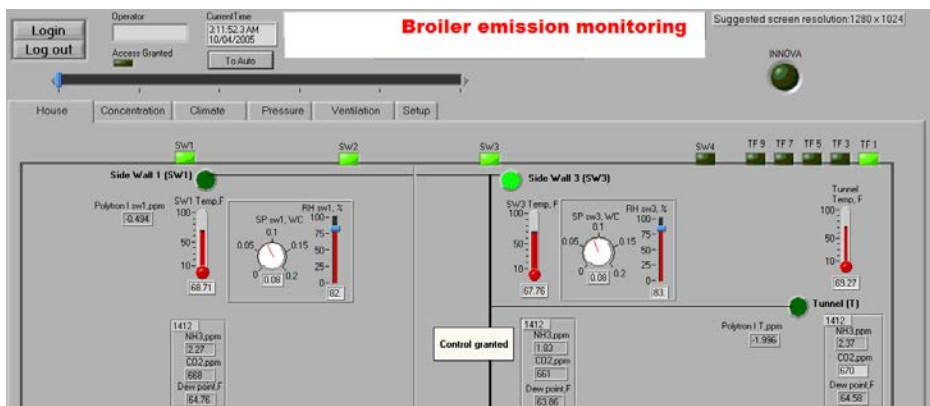 Login
Log out
Operator
Access Granted
CurrentTime
3:11:52.3 AM
10/04/2005
To Auto
Broiler emission monitoring
Suggested screen resolution:1280 x 1024
INNOVA
House
Concentration
Climate
Pressure
Ventilation
Setup
SW1
SW2
SW3
SW4
TF 9
TF 7
TF 5
TF 3
TF 1
Side Wall 1 (SW1)
Polytron I sw1,ppm
-0.494
SW1 Temp,F
100-
50-
10-
68.71
SP sw1, WC
0
0.05
0.1
0.15
0.2
0.08
RH sw1, %
100-
75-
50-
25-
0-
82
1412
NH3,ppm
2.27
CO2,ppm
668
Dew point,F
64.76
Side Wall 3 (SW3)
SW3 Temp, F
100-
50-
10-
67.76
SP sw3, WC
0
0.05
0.1
0.15
0.2
0.08
RH sw3, %
100-
75-
50-
25-
0-
83
Control granted
1412
NH3,ppm
1.03
CO2,ppm
661
Dew point,F
63.86
Tunnel
Temp, F
100-
50-
10-
69.27
Tunnel (T)
Polytron I T,ppm
-1.996
1412
NH3,ppm
2.37
CO2,ppm
670
Dew point,F
64.58